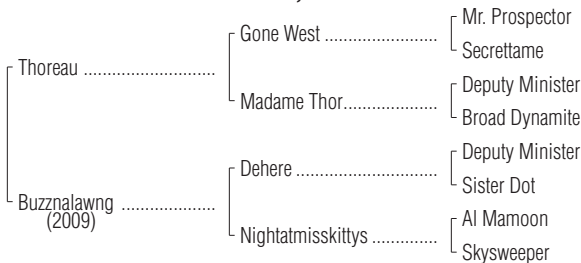 Mr. Prospector
Gone West ........................
Secrettame
Thoreau ............................
Deputy Minister
Madame Thor....................
Broad Dynamite
Deputy Minister
Dehere ..............................
Sister Dot
Buzznalawng ....................
(2009)
Al Mamoon
Nightatmisskittys ..............
Skysweeper